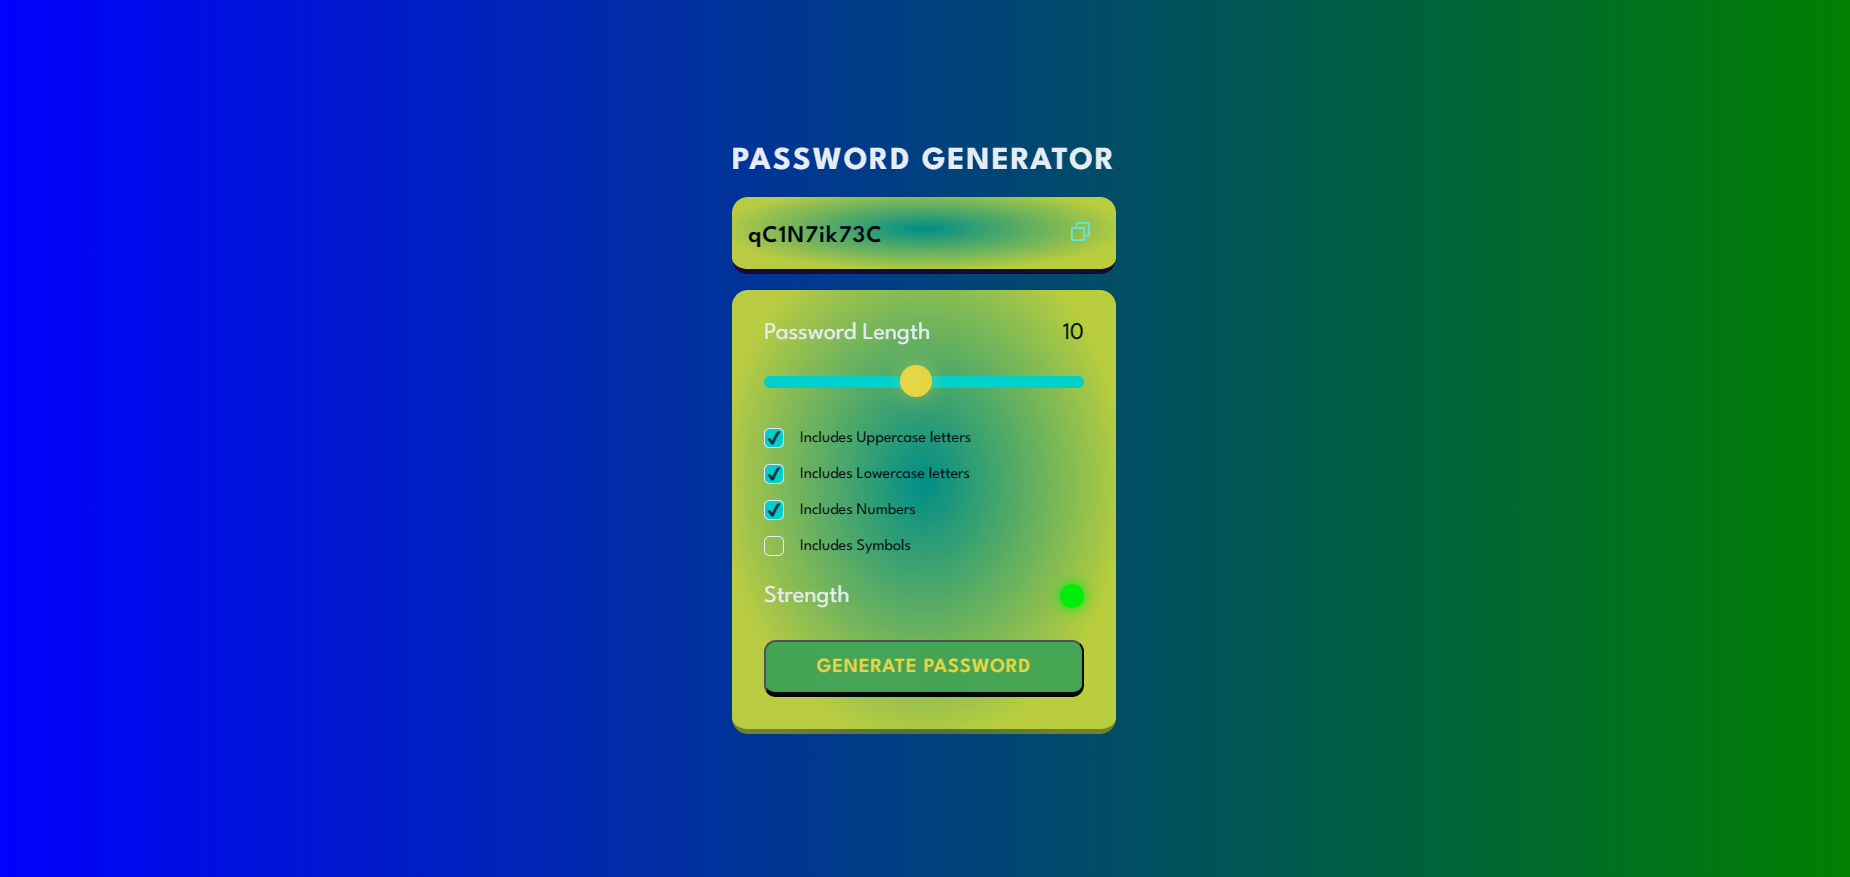 PASSWORD GENERATOR
qC1N7ik73C
Password Length 10
Includes Uppercase letters
Includes Lowercase letters
Includes Numbers
Includes Symbols
Strength
GENERATE PASSWORD